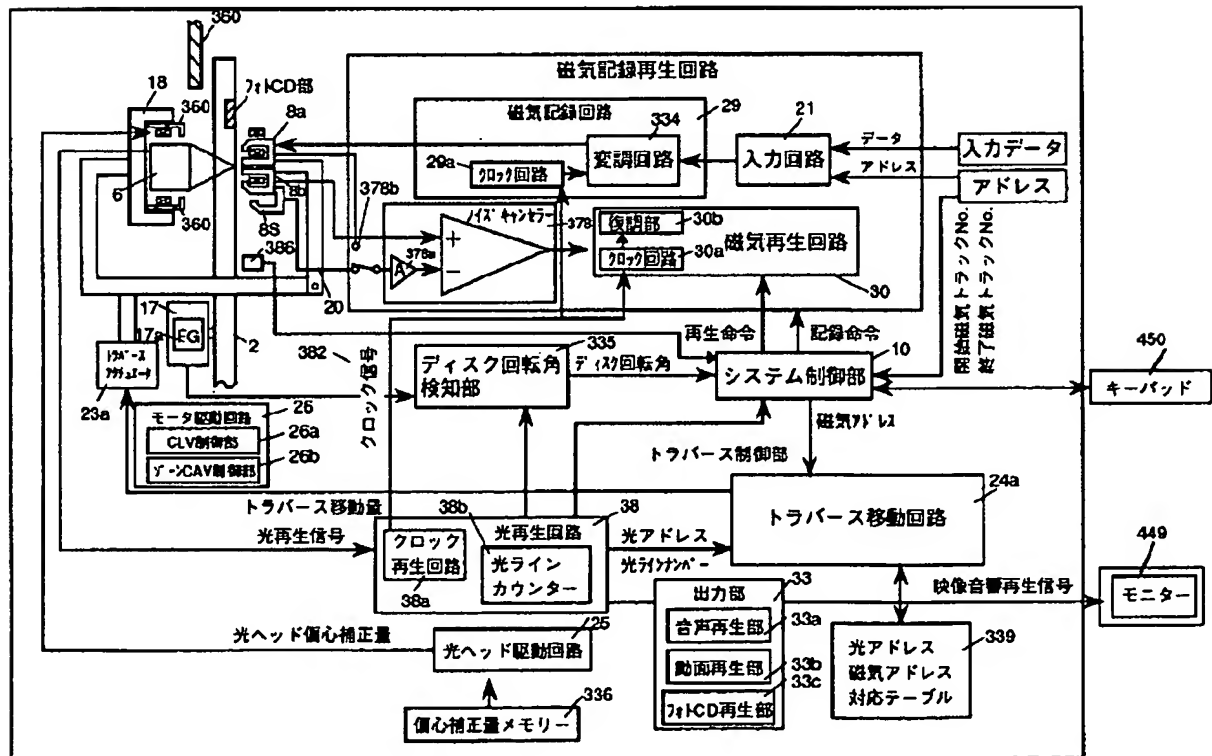 360
18
360
フォトCD部
8a
6
8b
360
8S
386
378b
20
磁気記録再生回路
磁気記録回路
29
334
変調回路
29a
クロック回路
21
入力回路
データ
アドレス
入力データ
アドレス
ノイズキャンセラー
378
378a
A
+
−
復調部
30b
磁気再生回路
クロック回路
30a
30
17
17a
EG
2
トラバース
アクチュエータ
23a
382
クロック信号
335
ディスク回転角
検知部
ディスク回転角
再生命令
記録命令
10
システム制御部
開始磁気トラックNo.
終了磁気トラックNo.
450
キーパッド
モータ駆動回路
26
CLV制御部
26a
ゾーンCAV制御部
26b
磁気アドレス
トラバース制御部
24a
トラバース移動回路
トラバース移動量
光再生信号
38
38b
光再生回路
クロック
再生回路
38a
光ライン
カウンター
光アドレス
光ラインナンバー
33
出力部
音声再生部
33a
動画再生部
33b
33c
フォトCD再生部
映像音響再生信号
449
モニター
光アドレス
磁気アドレス
対応テーブル
339
光ヘッド偏心補正量
25
光ヘッド駆動回路
336
偏心補正量メモリー